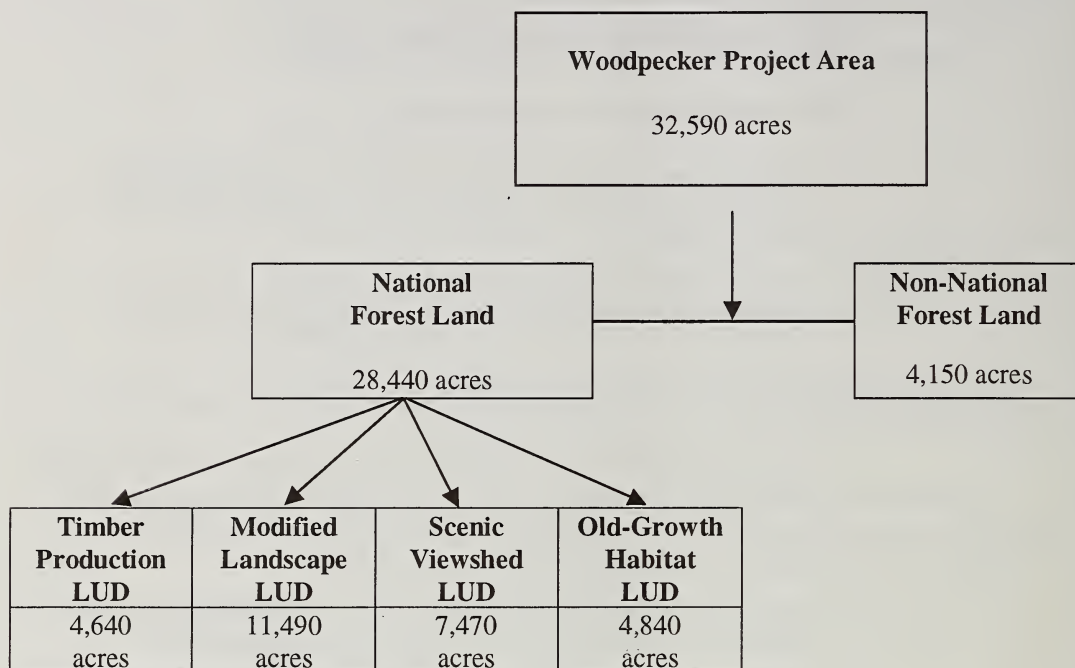 Woodpecker Project Area
32,590 acres
National
Forest Land
28,440 acres
Non-National
Forest Land
4,150 acres
Timber
Production
LUD
4,640
acres
Modified
Landscape
LUD
11,490
acres
Scenic
Viewshed
LUD
7,470
acres
Old-Growth
Habitat
LUD
4,840
acres